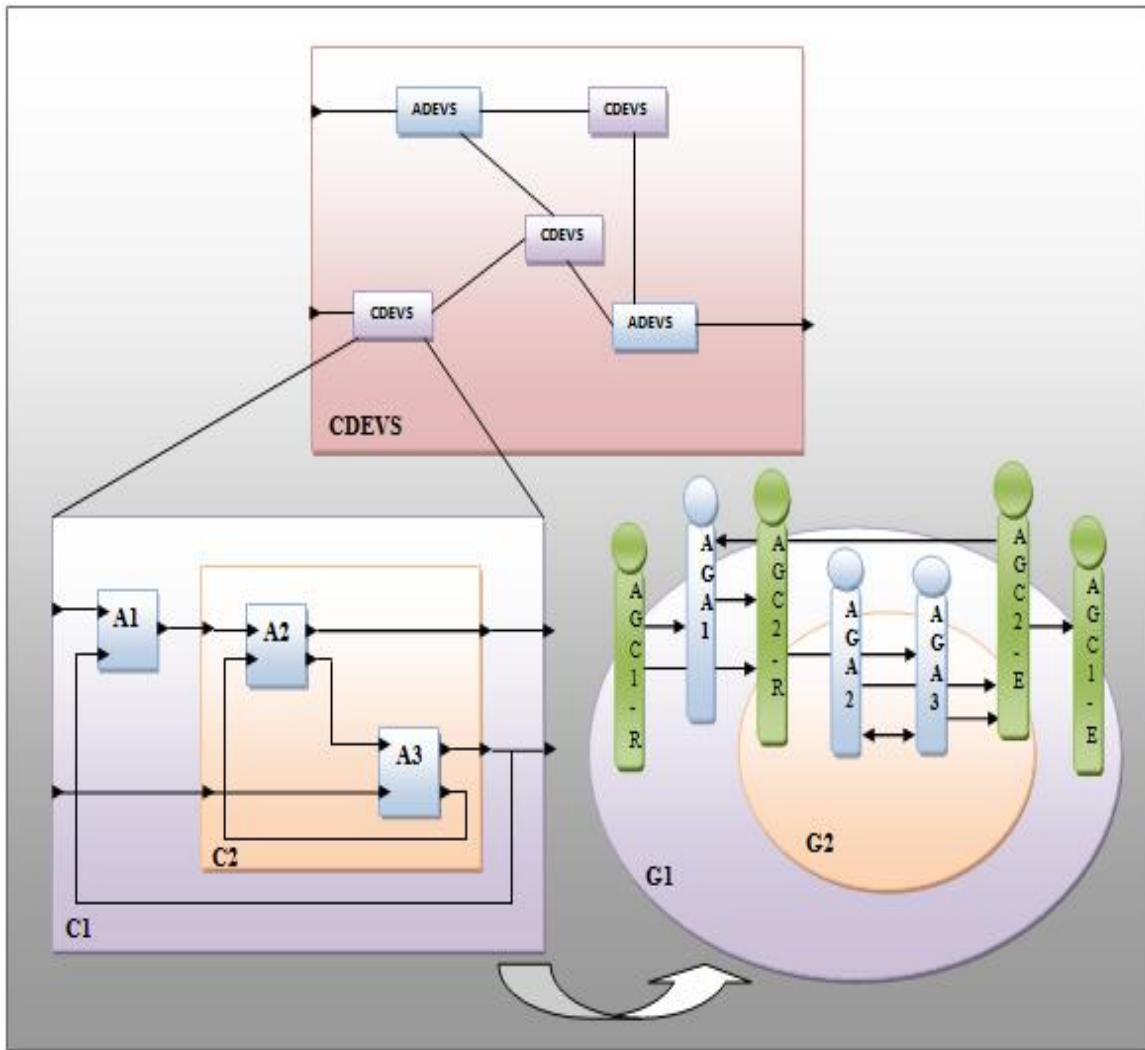 ADEVS
CDEVS
CDEVS
CDEVS
ADEVS
CDEVS
A1
A2
A3
C2
C1
AGC1-R
AGA1
AGC2-R
AGA2
AGA3
AGC2-E
AGC1-E
G2
G1